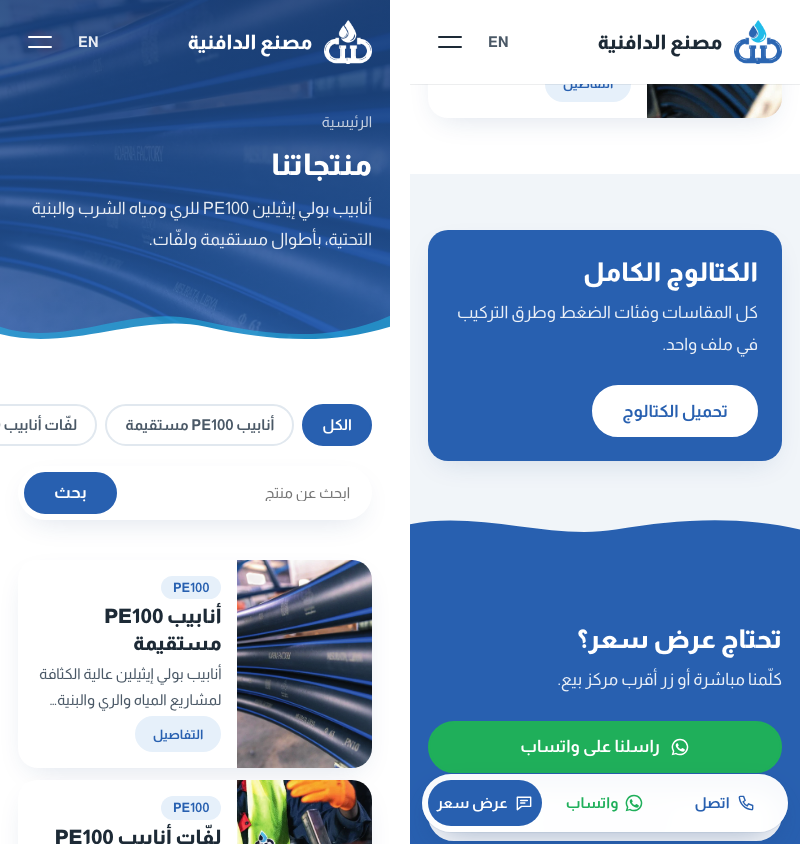 مصنع الدافنية
EN
الرئيسية
منتجاتنا
أنابيب بولي إيثيلين PE100 للري ومياه الشرب والبنية
التحتية، بأطوال مستقيمة ولفّات.
الكل
أنابيب PE100 مستقيمة
لفّات أنابيب
ابحث عن منتج
بحث
PE100
أنابيب PE100
مستقيمة
أنابيب بولي إيثيلين عالية الكثافة
لمشاريع المياه والري والبنية...
التفاصيل
PE100
لفّات أنابيب PE100
مصنع الدافنية
EN
التفاصيل
الكتالوج الكامل
كل المقاسات وفئات الضغط وطرق التركيب
في ملف واحد.
تحميل الكتالوج
تحتاج عرض سعر؟
كلّمنا مباشرة أو زر أقرب مركز بيع.
راسلنا على واتساب
اتصل
واتساب
عرض سعر